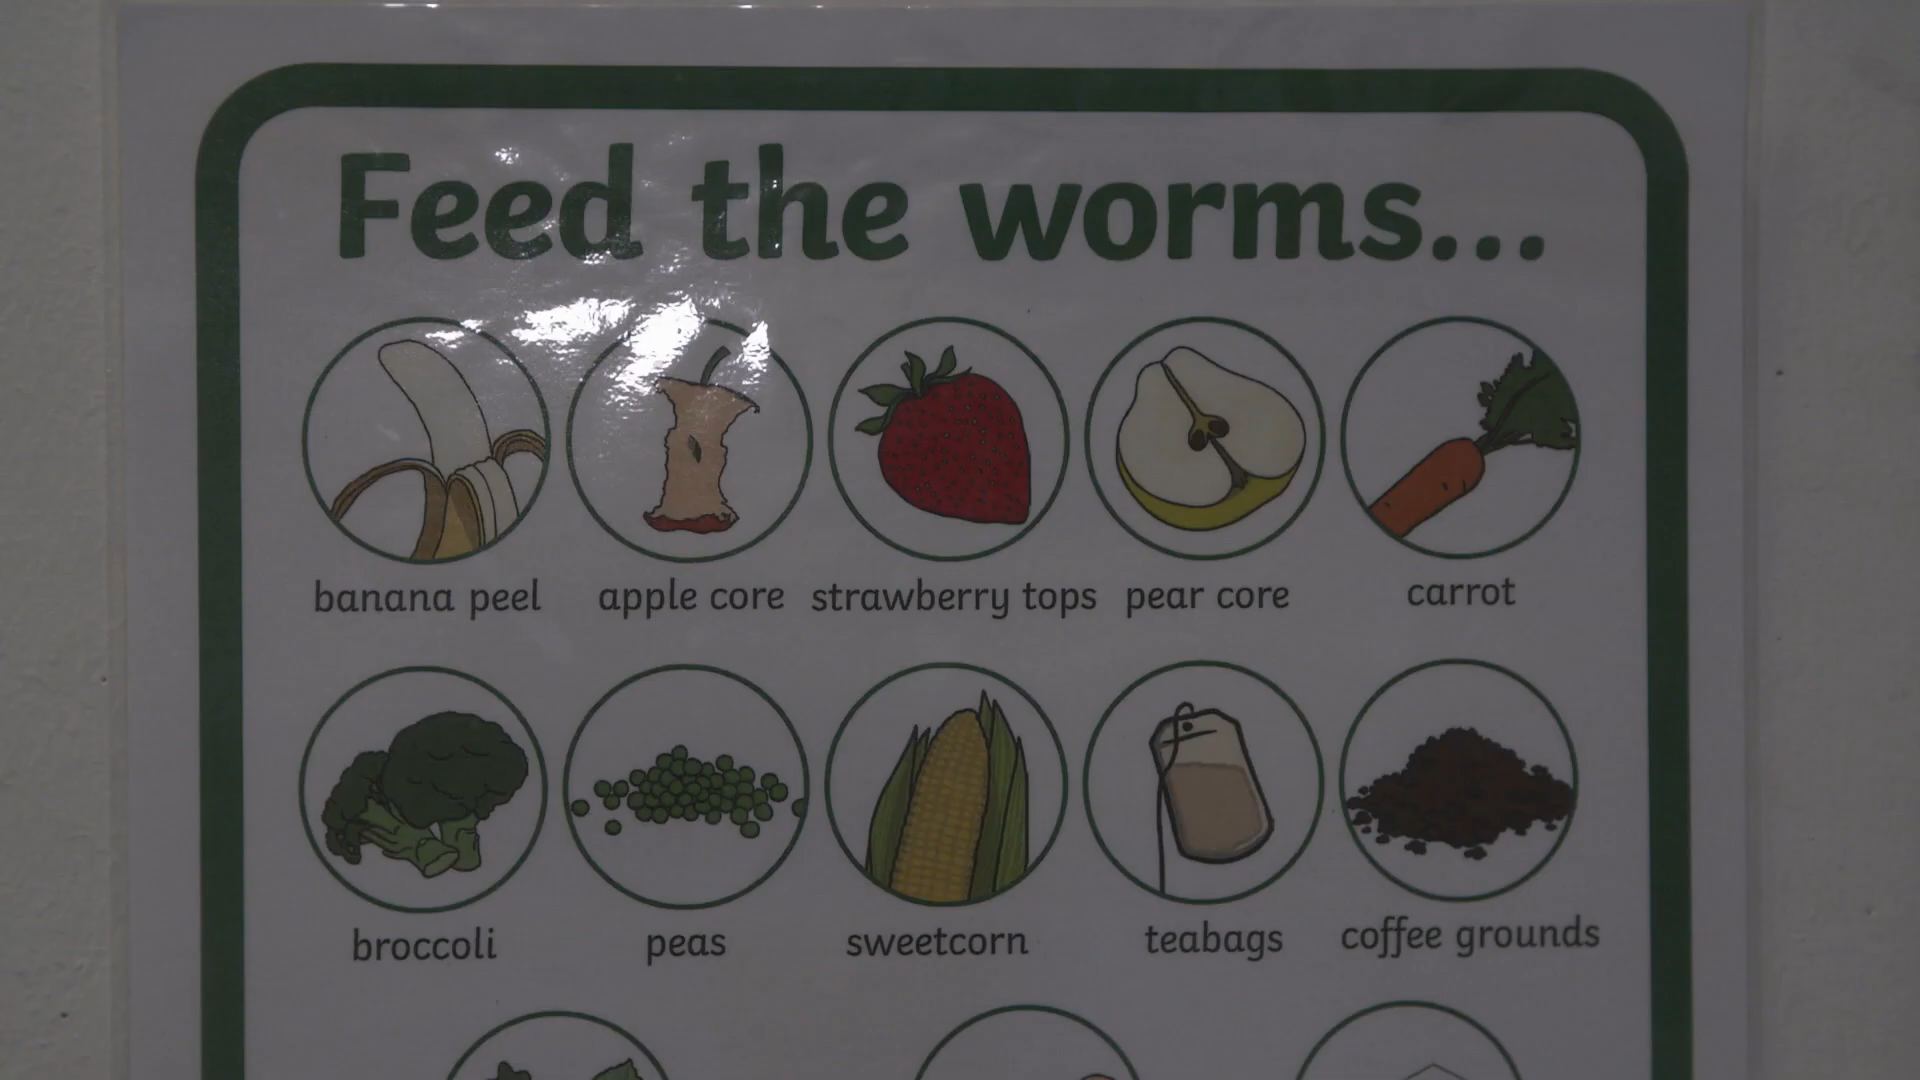 Feed the worms...
banana peel apple core strawberry tops pear core carrot
broccoli peas sweetcorn teabags coffee grounds